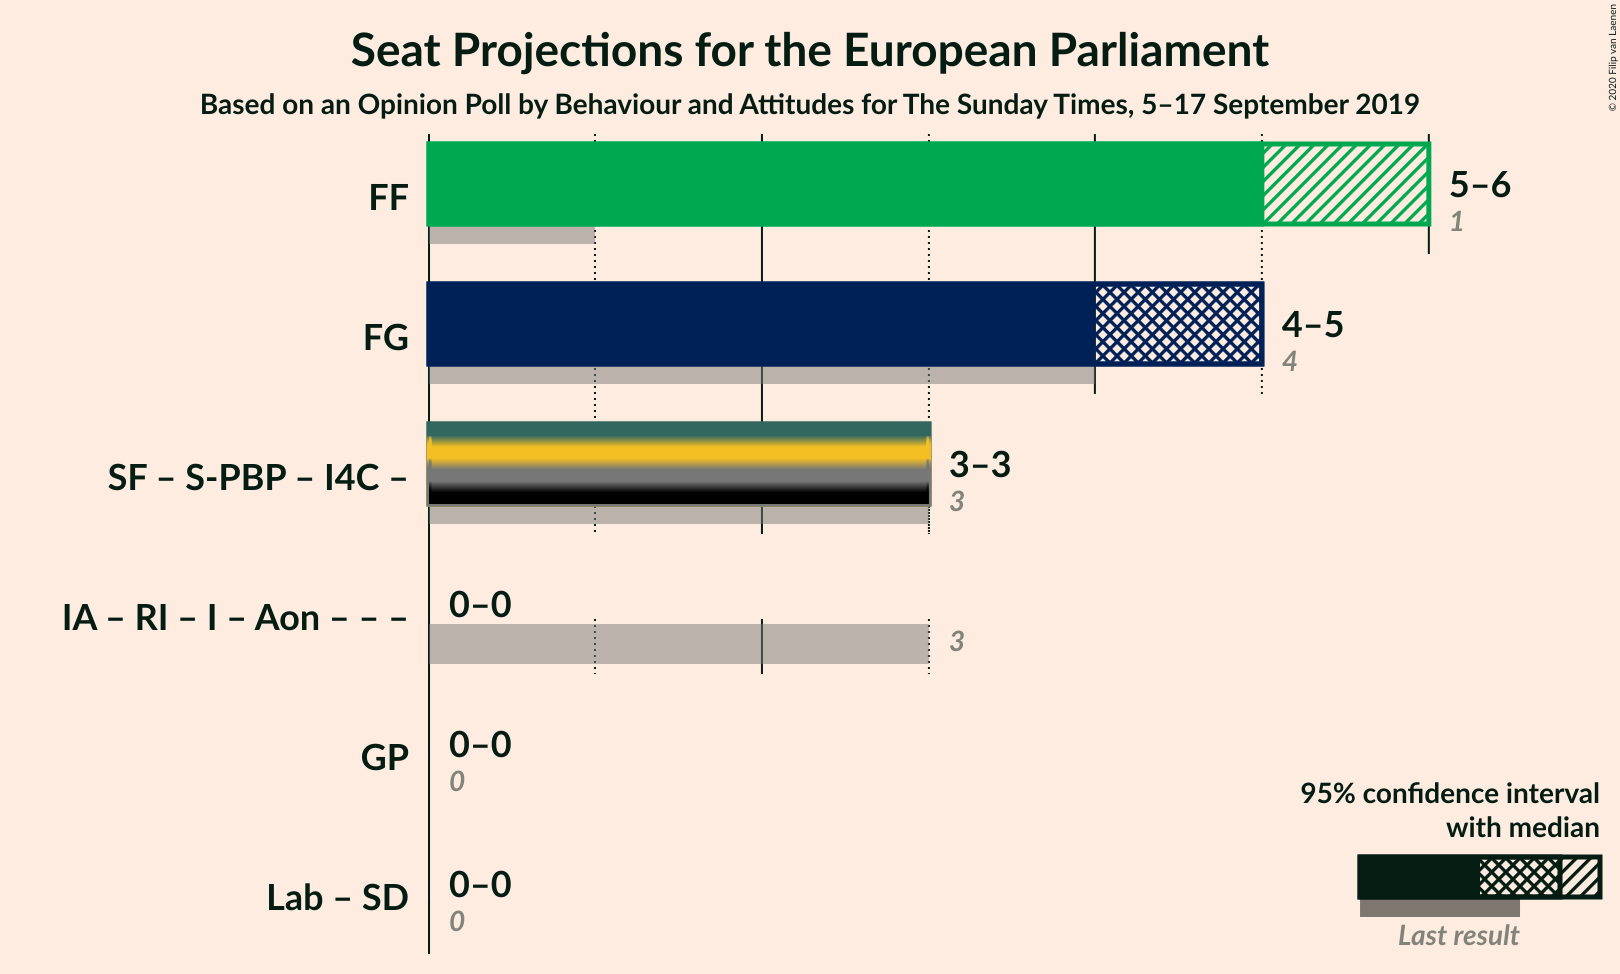 Seat Projections for the European Parliament
Based on an Opinion Poll by Behaviour and Attitudes for The Sunday Times, 5–17 September 2019
© 2020 Filip van Laenen
FF
5–6
1
FG
4–5
4
SF – S-PBP – I4C –
3–3
3
IA – RI – I – Aon – – –
0–0
3
GP
0–0
0
Lab – SD
0–0
0
95% confidence interval
with median
Last result